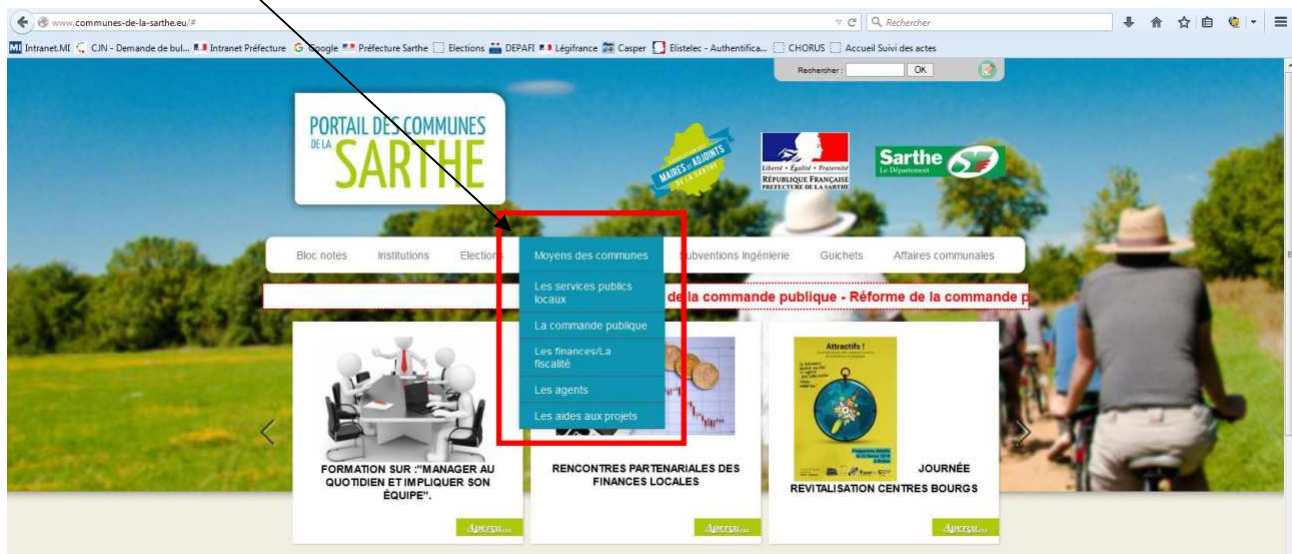 www.communes-de-la-sarthe.eu/#
Rechercher
Intranet.MI CJN - Demande de bul... Intranet Préfecture Google Préfecture Sarthe Elections DEPAFI Légifrance Casper Elistelec - Authentifica... CHORUS Accueil Suivi des actes
Rechercher : OK
PORTAIL DES COMMUNES
DE LA
SARTHE
MAIRES ET ADJOINTS
DE LA SARTHE
Liberté • Égalité • Fraternité
RÉPUBLIQUE FRANÇAISE
PREFECTURE DE LA SARTHE
Sarthe
Le Département
Bloc notes Institutions Elections Moyens des communes Subventions Ingénierie Guichets Affaires communales
de la commande publique - Réforme de la commande p
Les services publics
locaux
La commande publique
Les finances/La
fiscalité
Les agents
Les aides aux projets
Attractifs !
FORMATION SUR :"MANAGER AU
QUOTIDIEN ET IMPLIQUER SON
ÉQUIPE".
Aperçu...
RENCONTRES PARTENARIALES DES
FINANCES LOCALES
Aperçu...
JOURNÉE
REVITALISATION CENTRES BOURGS
Aperçu...